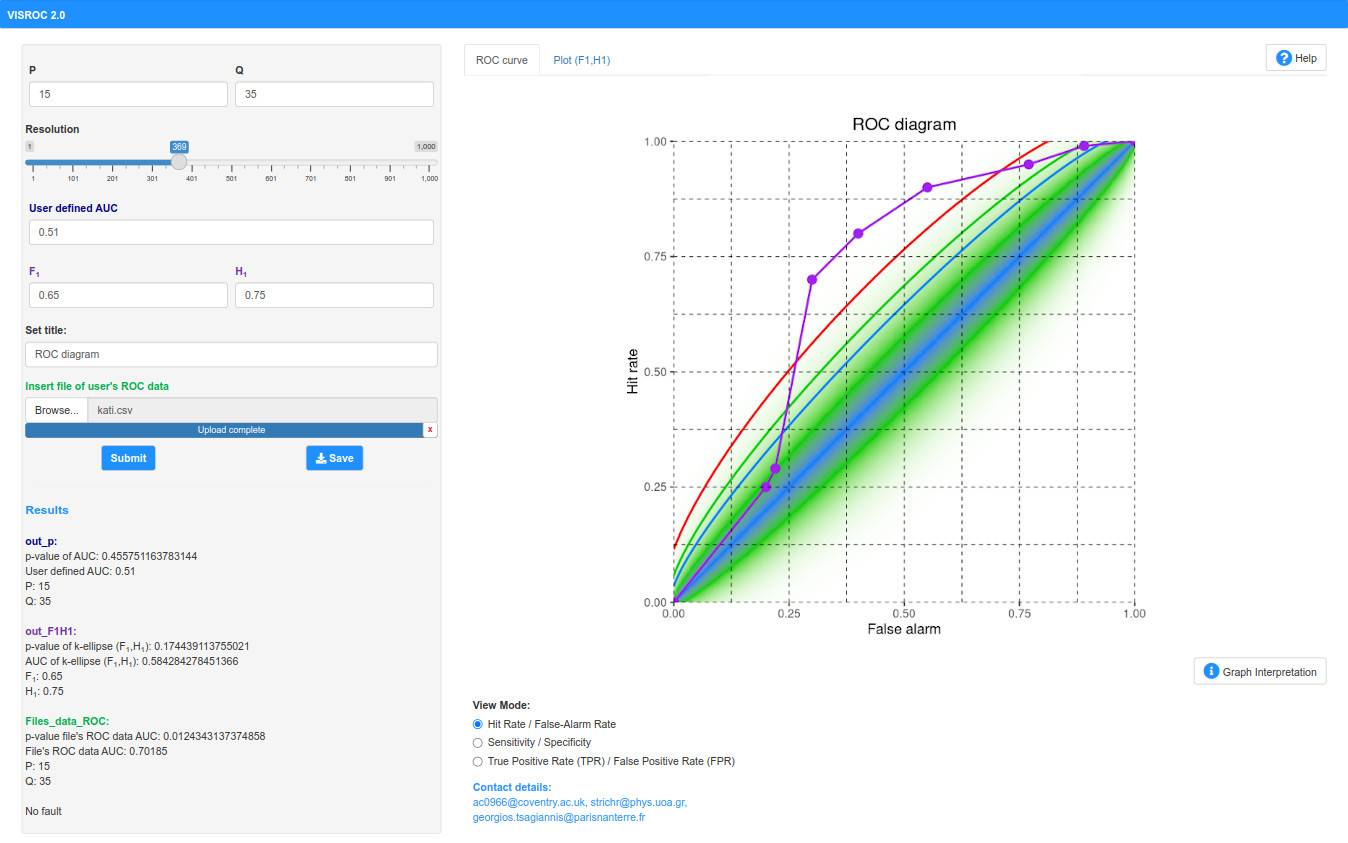 VISROC 2.0
P Q
15 35
Resolution
1 369 1,000
1 101 201 301 401 501 601 701 801 901 1,000
User defined AUC
0.51
F1 H1
0.65 0.75
Set title:
ROC diagram
Insert file of user's ROC data
Browse... kati.csv
Upload complete x
Submit Save
Results
out_p:
p-value of AUC: 0.455751163783144
User defined AUC: 0.51
P: 15
Q: 35
out_F1H1:
p-value of k-ellipse (F1,H1): 0.174439113755021
AUC of k-ellipse (F1,H1): 0.584284278451366
F1: 0.65
H1: 0.75
Files_data_ROC:
p-value file's ROC data AUC: 0.0124343137374858
File's ROC data AUC: 0.70185
P: 15
Q: 35
No fault
ROC curve Plot (F1,H1)
? Help
ROC diagram
1.00
0.75
0.50
0.25
0.00
Hit rate
0.00 0.25 0.50 0.75 1.00
False alarm
i Graph Interpretation
View Mode:
Hit Rate / False-Alarm Rate
Sensitivity / Specificity
True Positive Rate (TPR) / False Positive Rate (FPR)
Contact details:
ac0966@coventry.ac.uk, strichr@phys.uoa.gr,
georgios.tsagiannis@parisnanterre.fr